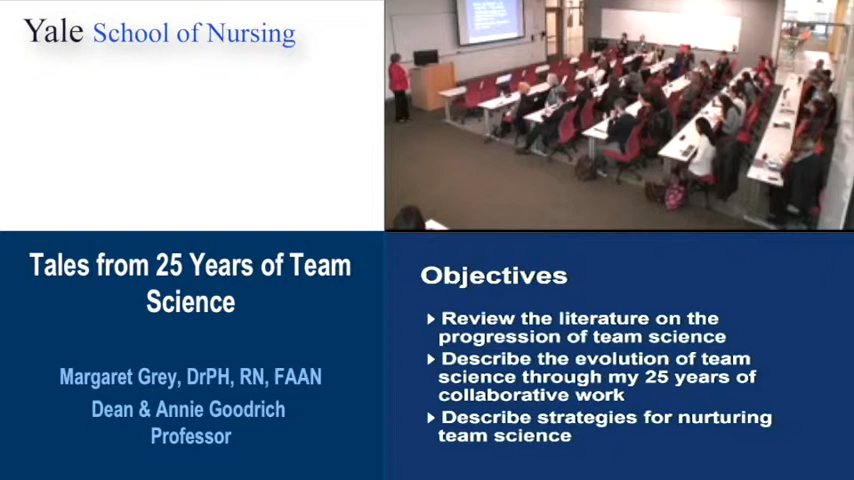 Yale School of Nursing
Tales from 25 Years of Team
Science
Margaret Grey, DrPH, RN, FAAN
Dean & Annie Goodrich
Professor
Objectives
Review the literature on the
progression of team science
Describe the evolution of team
science through my 25 years of
collaborative work
Describe strategies for nurturing
team science